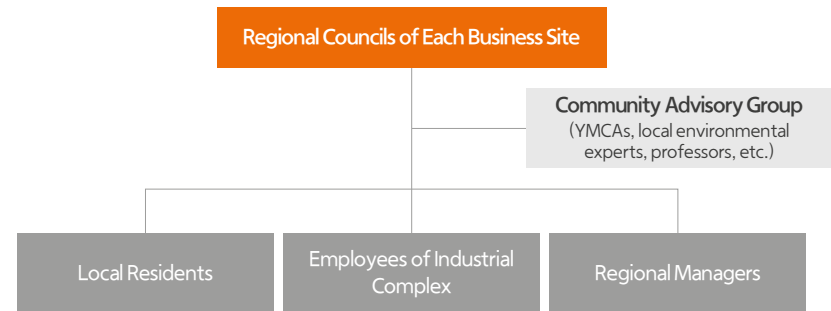 Regional Councils of Each Business Site
Community Advisory Group
(YMCAs, local environmental
experts, professors, etc.)
Local Residents
Employees of Industrial
Complex
Regional Managers